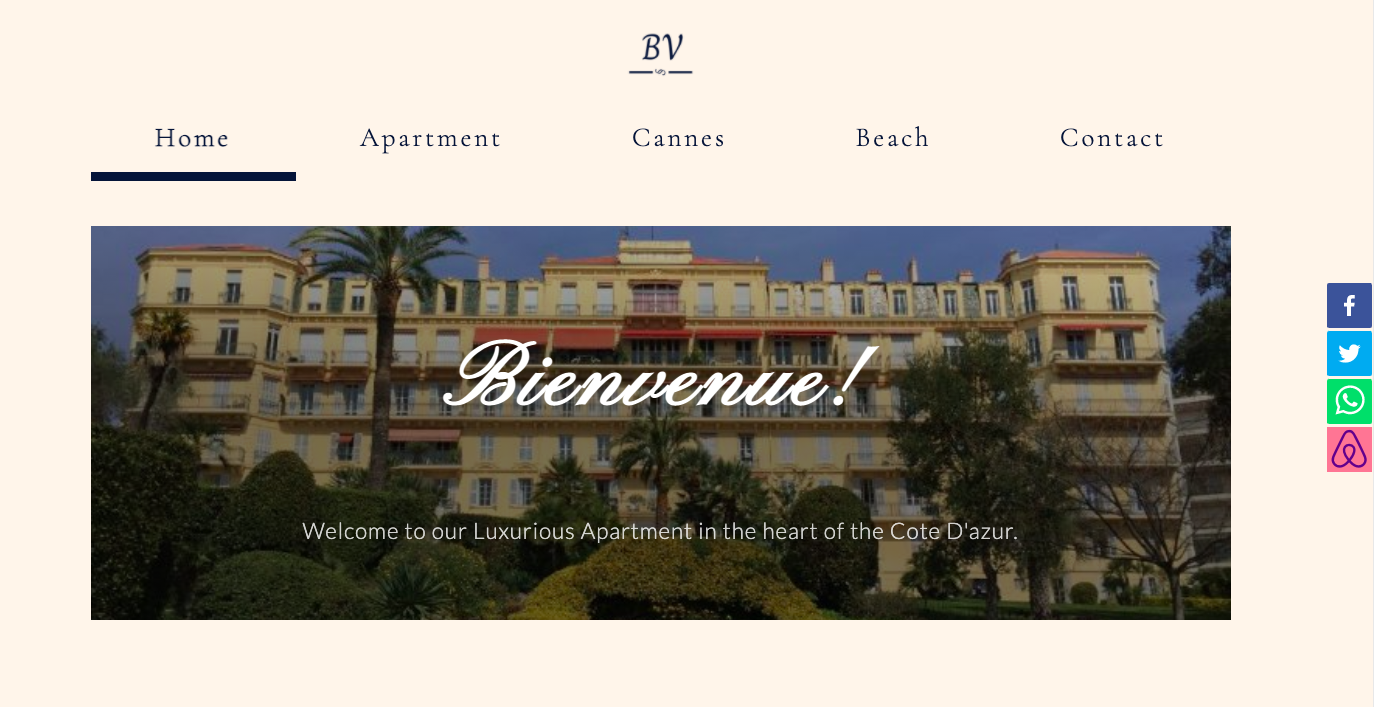 BV
Home Apartment Cannes Beach Contact
Bienvenue!
Welcome to our Luxurious Apartment in the heart of the Cote D'azur.